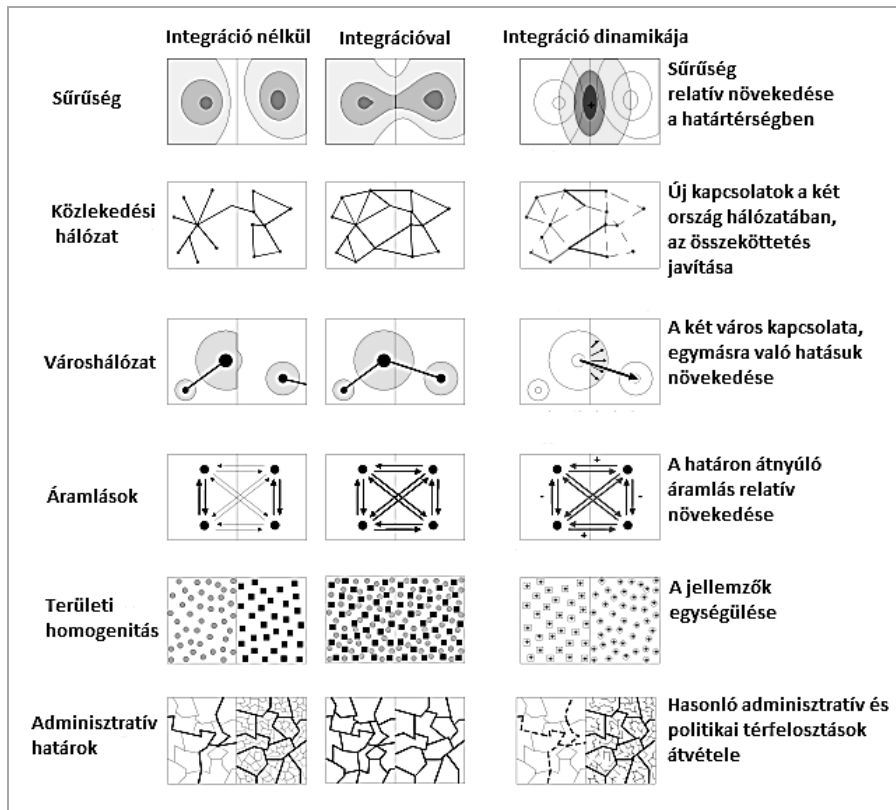 Integráció nélkül
Integrációval
Integráció dinamikája
Sűrűség
Sűrűség
relatív növekedése
a határtérségben
Közlekedési
hálózat
Új kapcsolatok a két
ország hálózatában,
az összeköttetés
javítása
Városhálózat
A két város kapcsolata,
egymásra való hatásuk
növekedése
Áramlások
A határon átnyúló
áramlás relatív
növekedése
Területi
homogenitás
A jellemzők
egységülése
Adminisztratív
határok
Hasonló adminisztratív és
politikai térfelosztások
átvétele